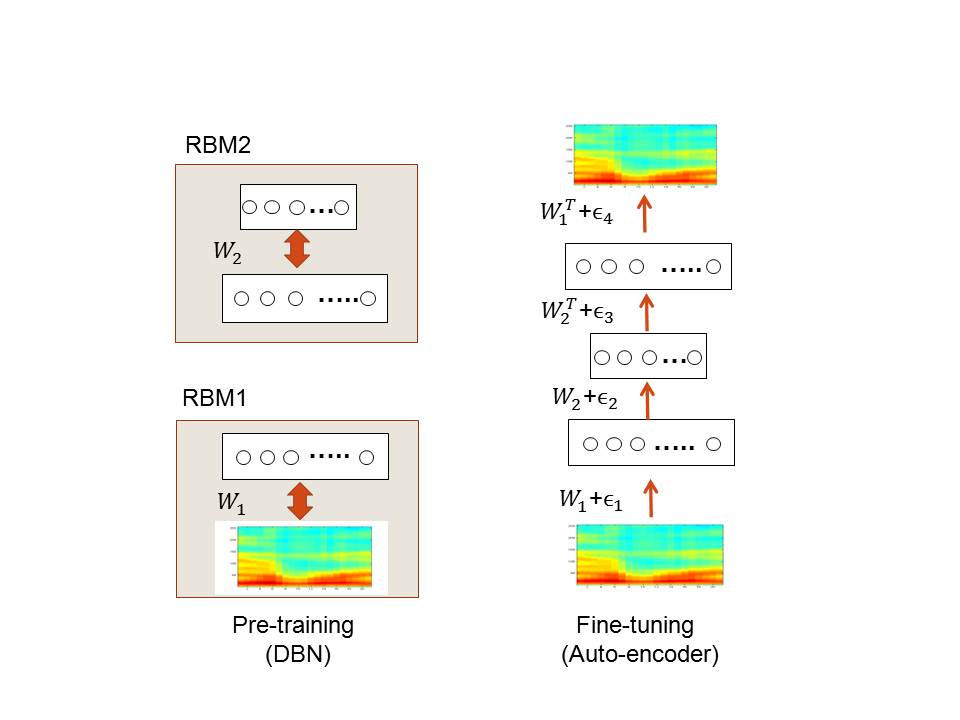 RBM2
W₂
RBM1
W₁
Pre-training
(DBN)
W₁ᵀ+ϵ₄
W₂ᵀ+ϵ₃
W₂+ϵ₂
W₁+ϵ₁
Fine-tuning
(Auto-encoder)